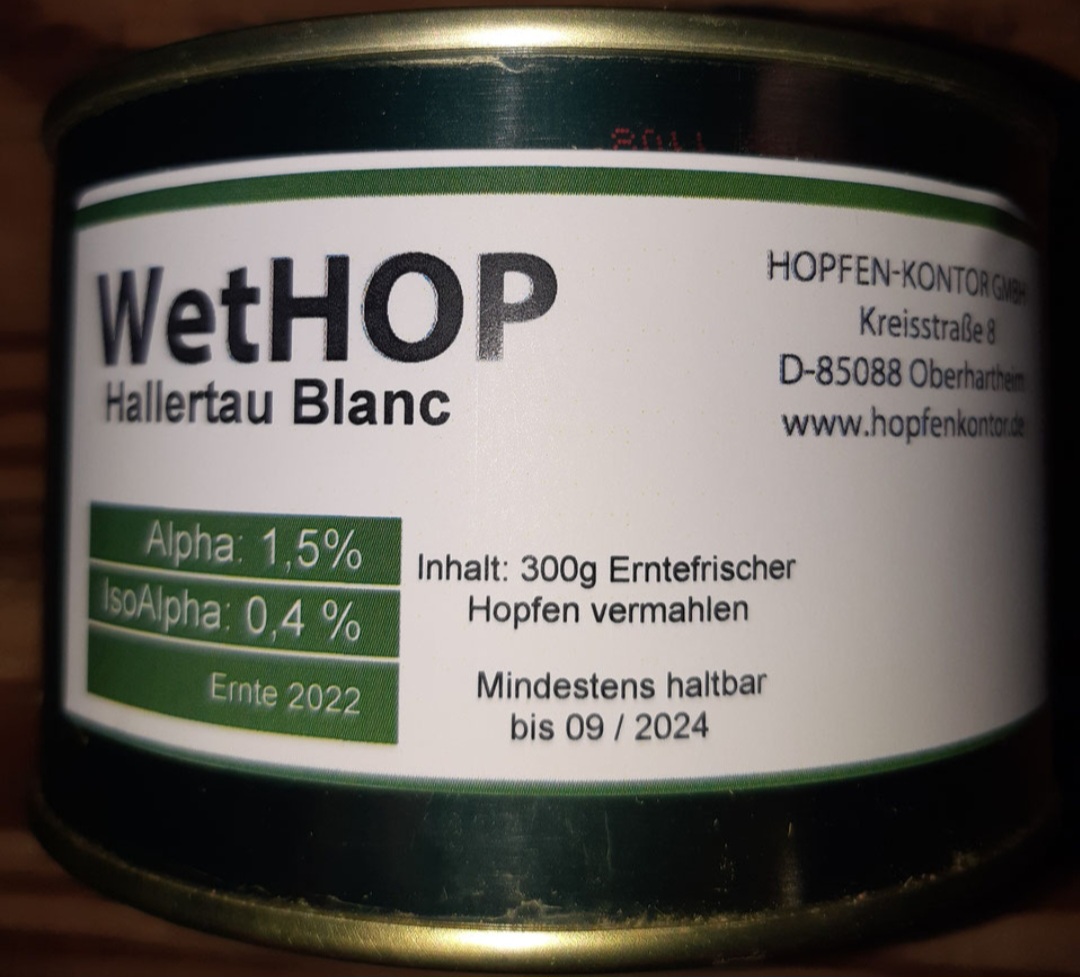 WetHOP
Hallertau Blanc
HOPFEN-KONTOR GMBH
Kreisstraße 8
D-85088 Oberhartheim
www.hopfenkontor.de
Alpha: 1,5%
IsoAlpha: 0,4 %
Ernte 2022
Inhalt: 300g Erntefrischer
Hopfen vermahlen
Mindestens haltbar
bis 09 / 2024